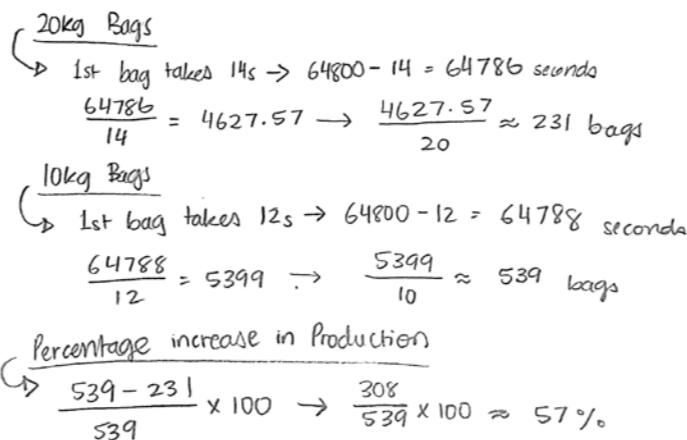 20kg Bags
1st bag takes 14s → 64800 - 14 = 64786 seconds
64786/14 = 4627.57 → 4627.57/20 ≈ 231 bags
10kg Bags
1st bag takes 12s → 64800 - 12 = 64788 seconds
64788/12 = 5399 → 5399/10 ≈ 539 bags
Percentage increase in Production
539 - 231/539 × 100 → 308/539 × 100 ≈ 57%